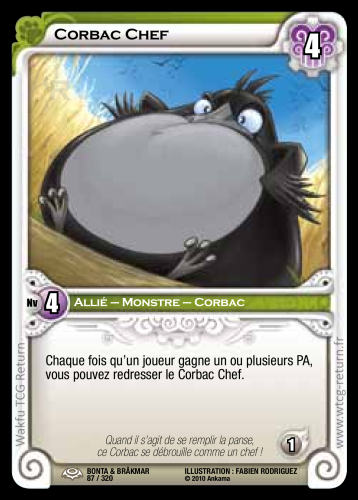 Corbac Chef
4
Nv 4 Allié – Monstre – Corbac
Chaque fois qu'un joueur gagne un ou plusieurs PA,
vous pouvez redresser le Corbac Chef.
Quand il s'agit de se remplir la panse,
ce Corbac se débrouille comme un chef !
1
BONTA & BRÂKMAR
87 / 320
ILLUSTRATION : FABIEN RODRIGUEZ
© 2010 Ankama
Wakfu TCG Return
www.wtcg-return.fr